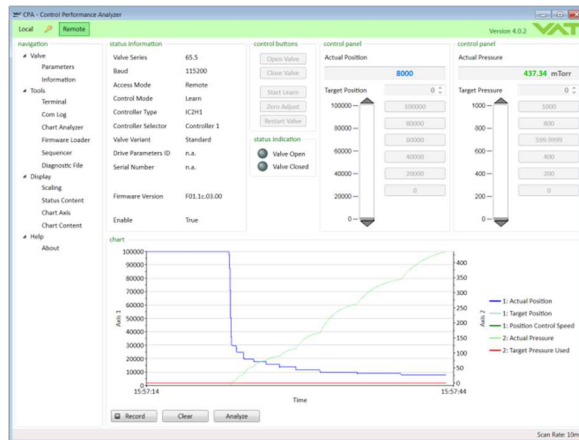 CPA - Control Performance Analyzer
Local Remote Version 4.0.2 VAT
navigation
Valve
Parameters
Information
Tools
Terminal
Com Log
Chart Analyzer
Firmware Loader
Sequencer
Diagnostic File
Display
Scaling
Status Content
Chart Axis
Chart Content
Help
About
status information
Valve Series 65.5
Baud 115200
Access Mode Remote
Control Mode Learn
Controller Type IC2H1
Controller Selector Controller 1
Valve Variant Standard
Drive Parameters ID n.a.
Serial Number n.a.
Firmware Version F01.1c.03.00
Enable True
control buttons
Open Valve
Close Valve
Start Learn
Zero Adjust
Restart Valve
status indication
Valve Open
Valve Closed
control panel
Actual Position
8000
Target Position 0
100000 100000
80000 80000
60000 60000
40000 40000
20000 20000
0 0
control panel
Actual Pressure
437.34 mTorr
Target Pressure 0
1000 1000
800 800
600 599.9999
400 400
200 200
0 0
chart
100000
90000
80000
70000
60000
50000
40000
30000
20000
10000
0
Axis 1
400
350
300
250
200
150
100
50
0
Axis 2
15:57:14 15:57:44
Time
1: Actual Position
1: Target Position
1: Position Control Speed
2: Actual Pressure
2: Target Pressure Used
Record Clear Analyze
Scan Rate: 10m